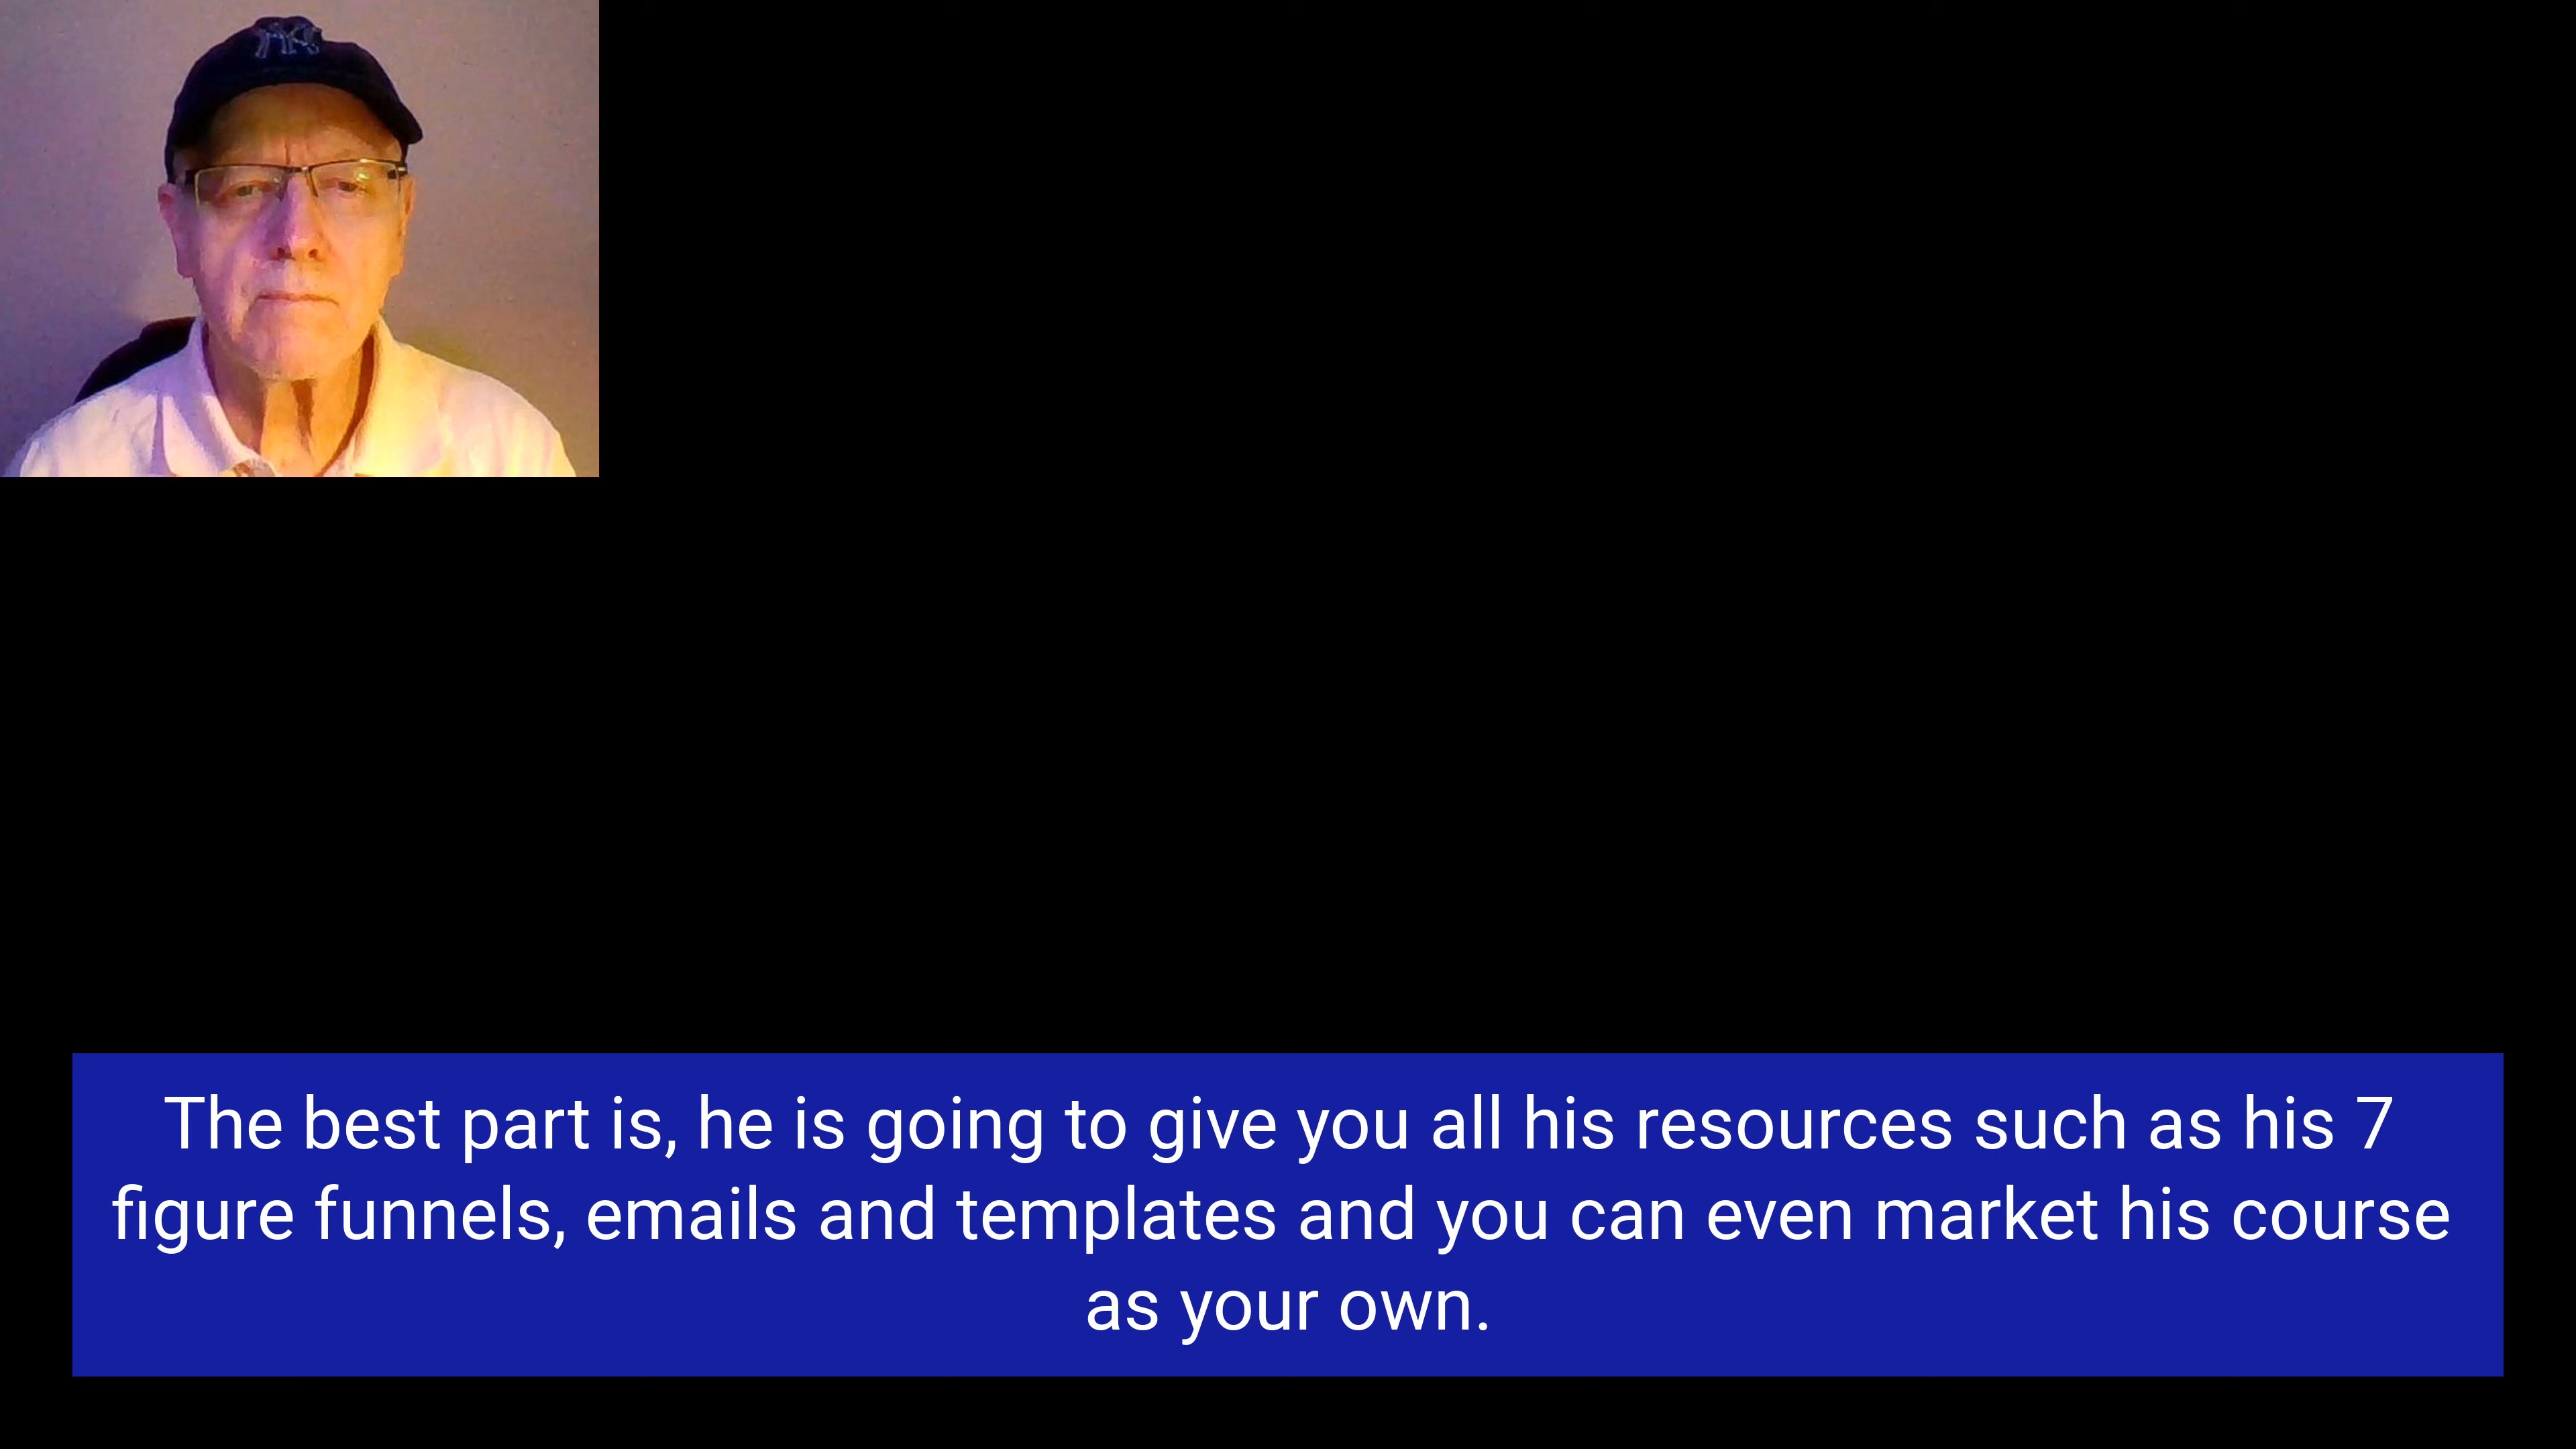 NY
The best part is, he is going to give you all his resources such as his 7
figure funnels, emails and templates and you can even market his course
as your own.